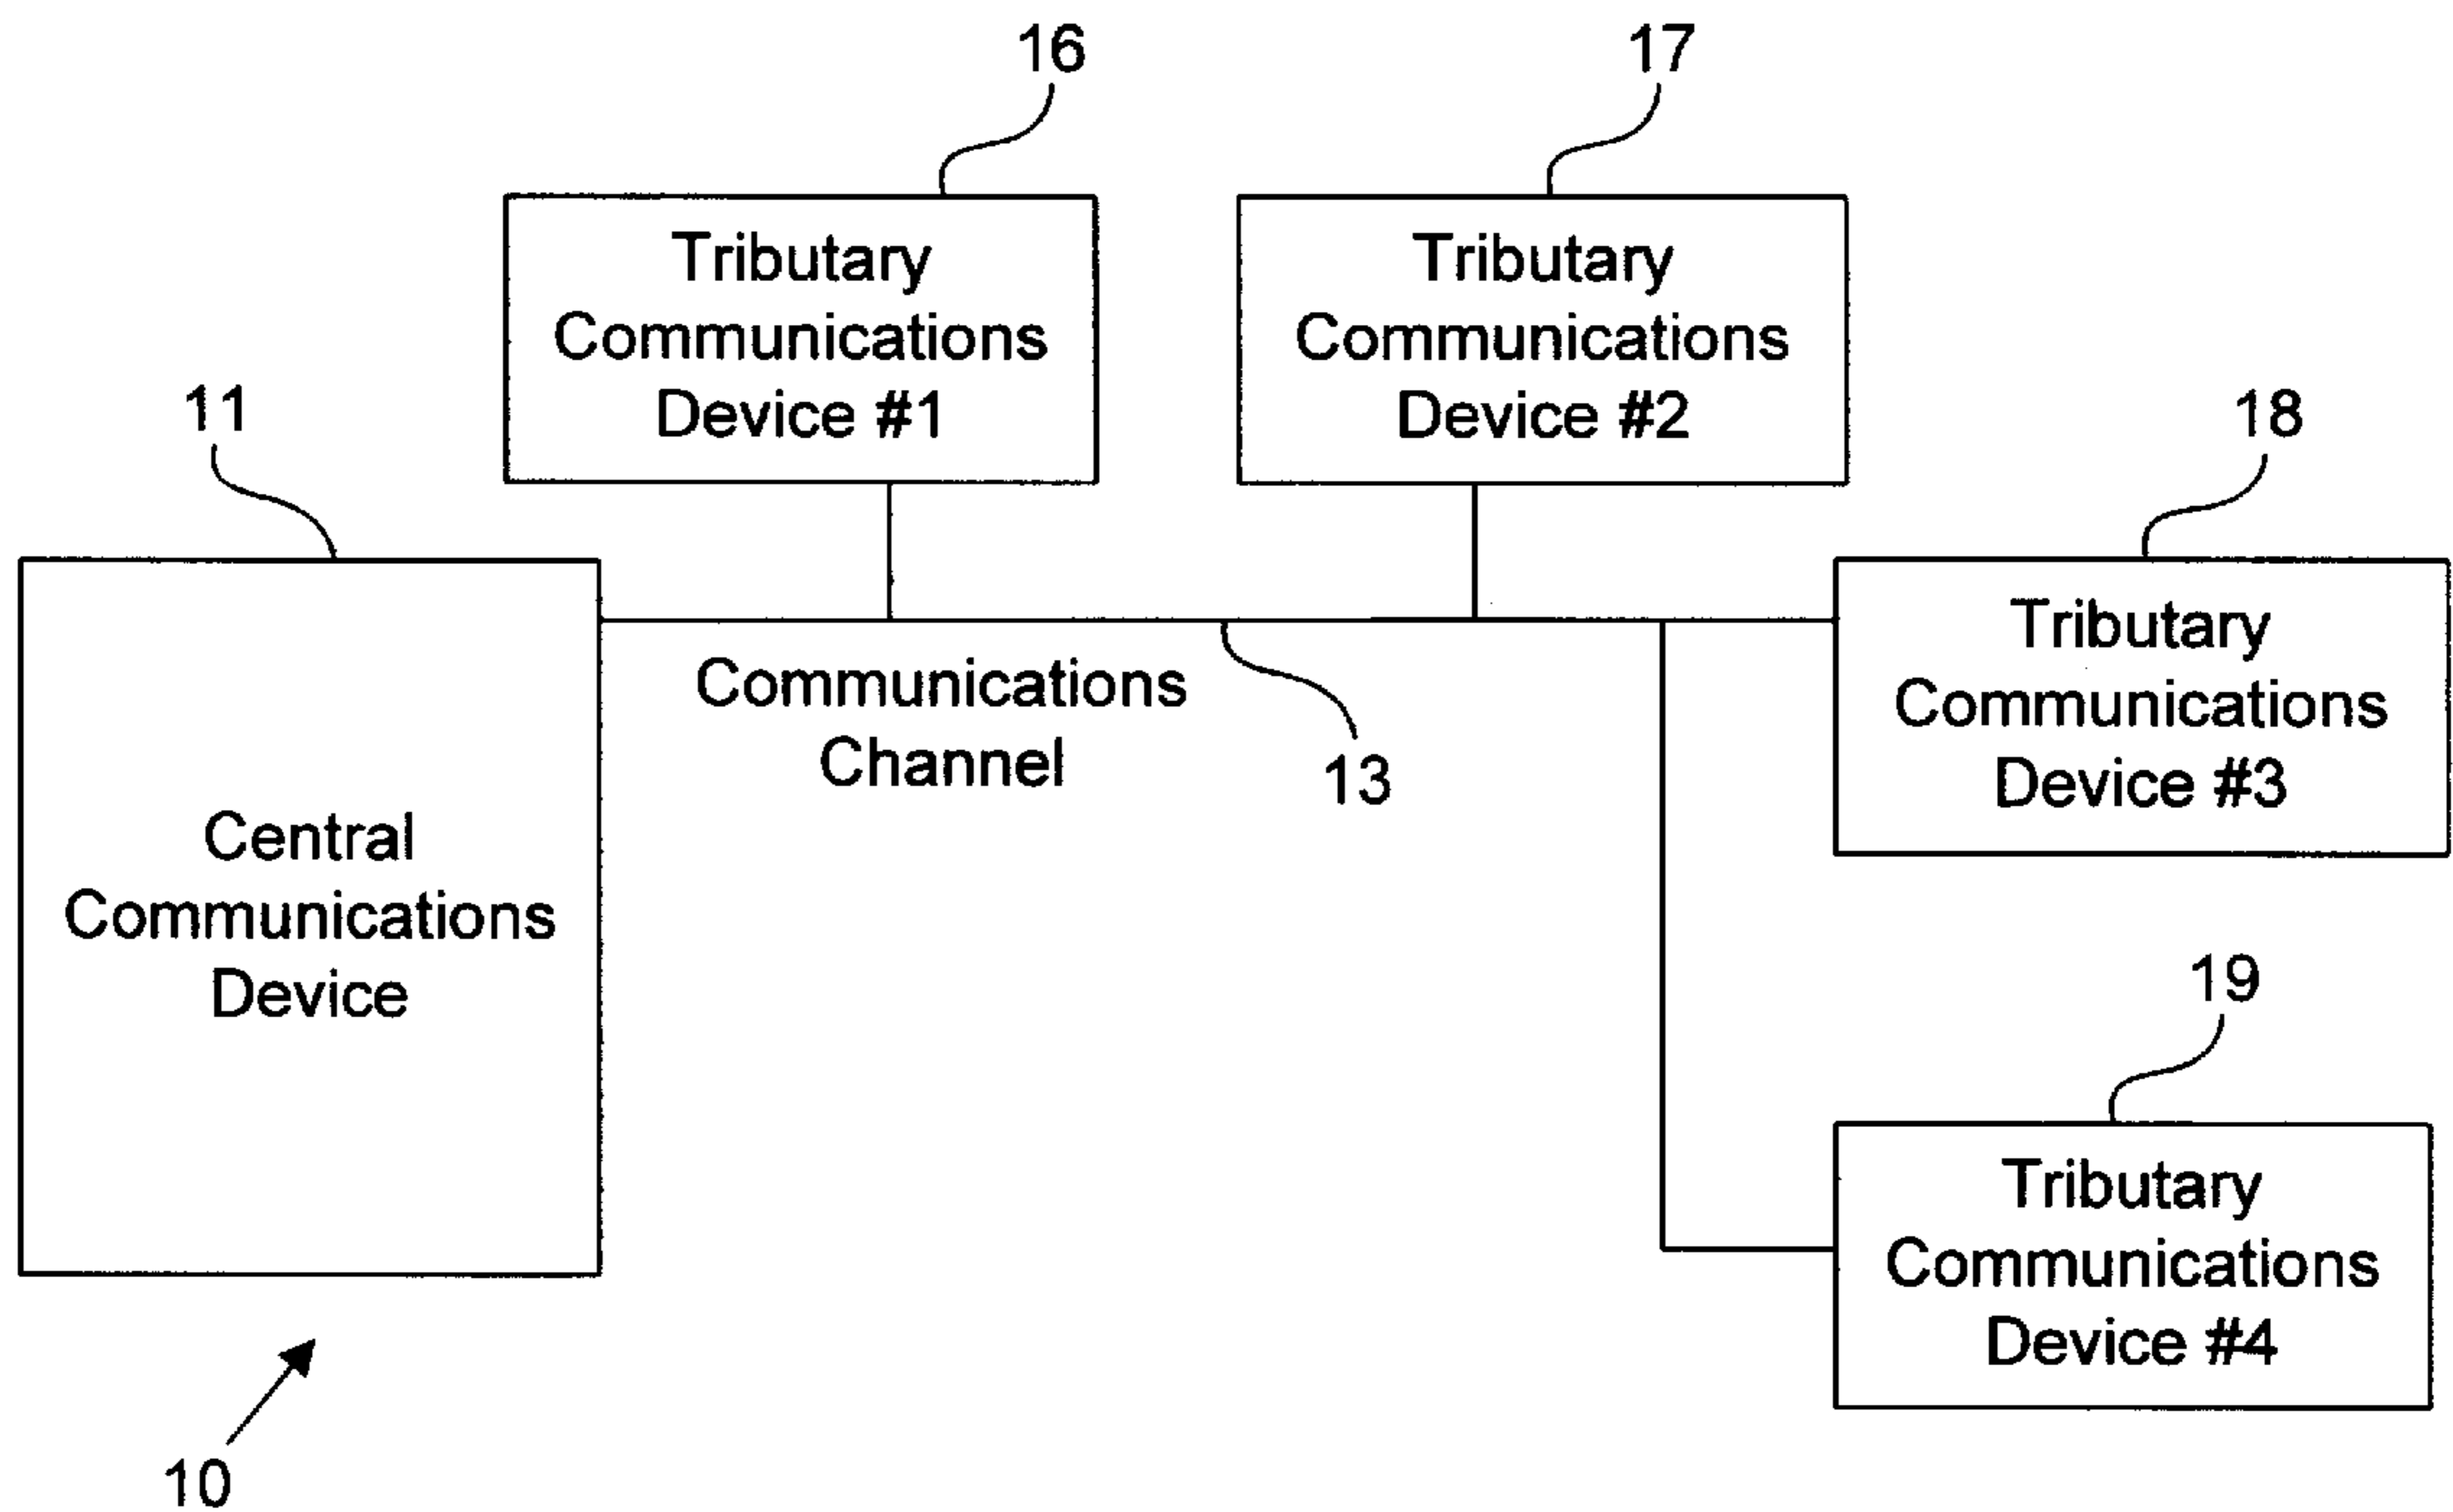 16
17
Tributary
Communications
Device #1
Tributary
Communications
Device #2
11
18
Tributary
Communications
Device #3
Communications
Channel
13
Central
Communications
Device
19
Tributary
Communications
Device #4
10